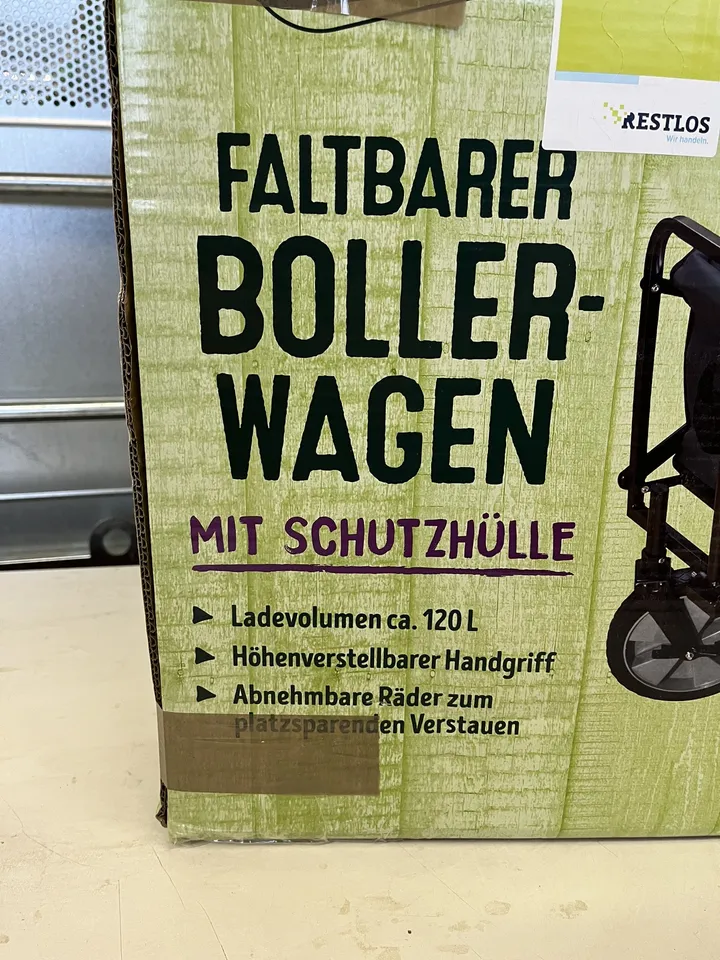 RESTLOS
Wir handeln.
FALTBARER
BOLLER-
WAGEN
MIT SCHUTZHÜLLE
Ladevolumen ca. 120 L
Höhenverstellbarer Handgriff
Abnehmbare Räder zum
platzsparenden Verstauen